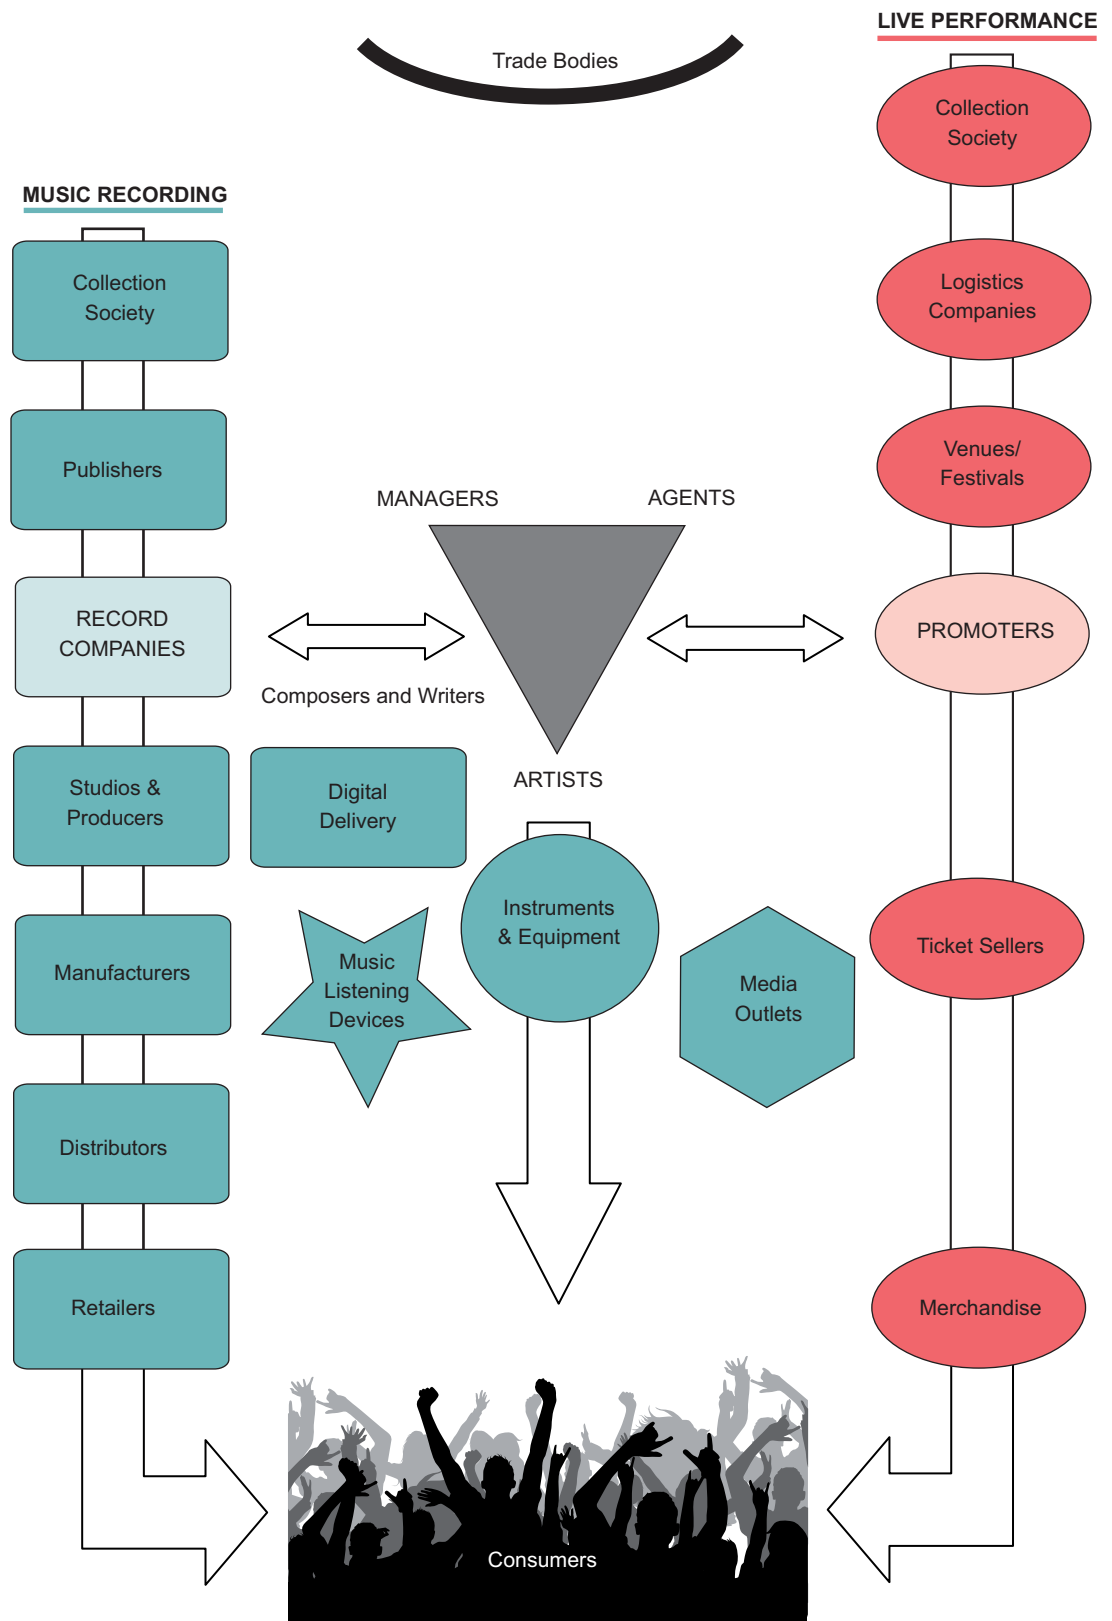 LIVE PERFORMANCE
Trade Bodies
Collection
Society
MUSIC RECORDING
Collection
Society
Logistics
Companies
Publishers
Venues/
Festivals
MANAGERS
AGENTS
RECORD
COMPANIES
PROMOTERS
Composers and Writers
ARTISTS
Studios &
Producers
Digital
Delivery
Instruments
& Equipment
Ticket Sellers
Manufacturers
Music
Listening
Devices
Media
Outlets
Distributors
Retailers
Merchandise
Consumers